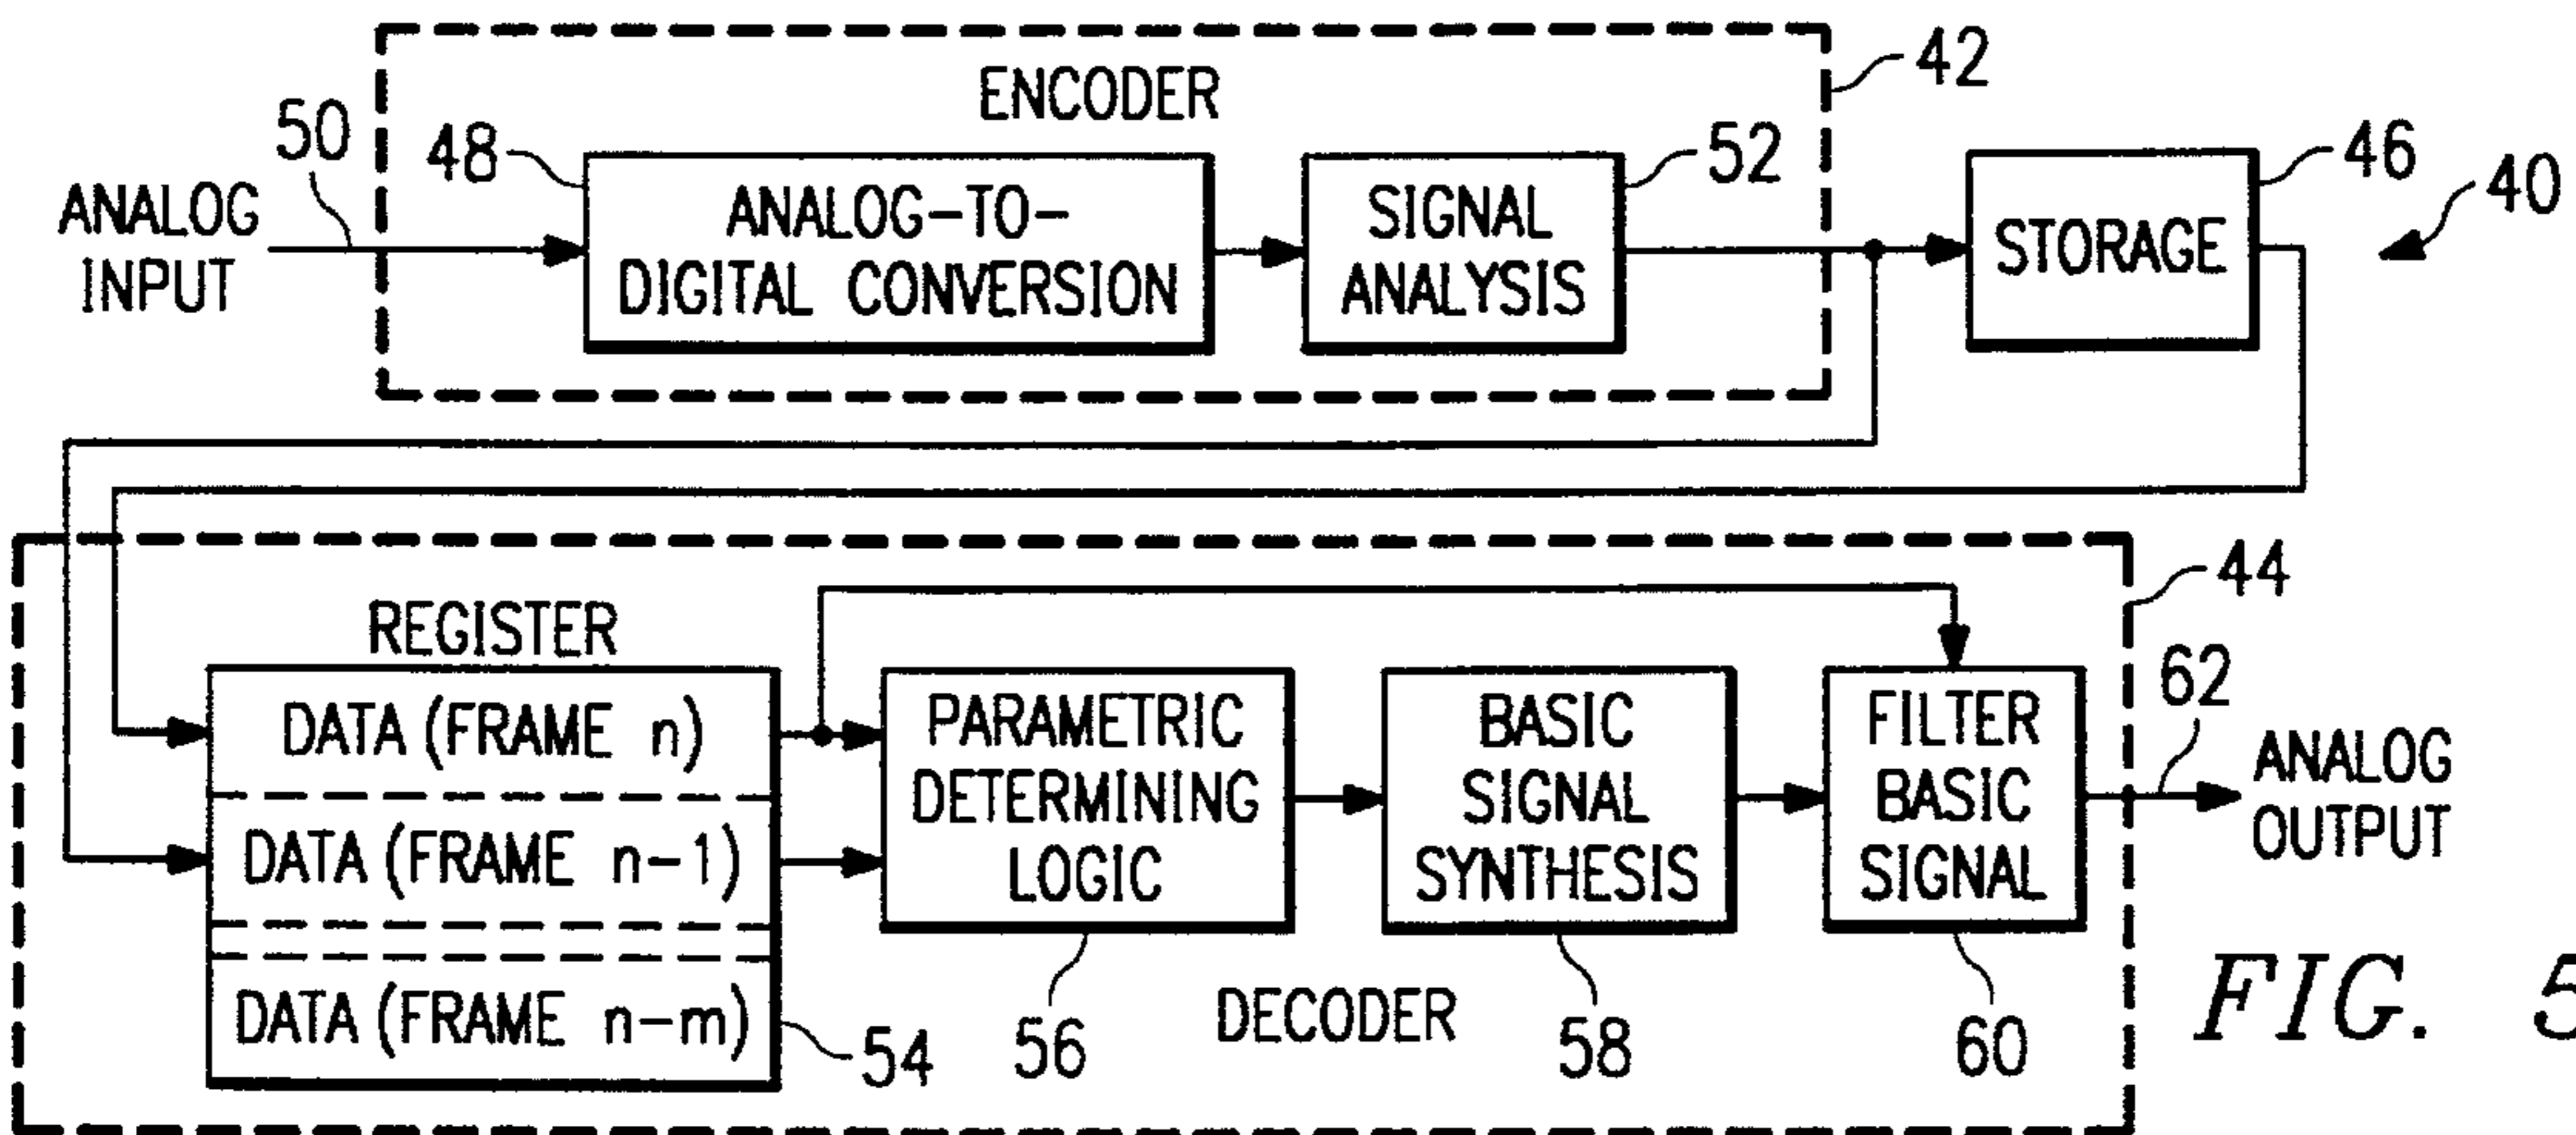 ENCODER
42
50
48
52
46
40
ANALOG
INPUT
ANALOG-TO-
DIGITAL CONVERSION
SIGNAL
ANALYSIS
STORAGE
44
REGISTER
DATA (FRAME n)
DATA (FRAME n-1)
DATA (FRAME n-m)
54
PARAMETRIC
DETERMINING
LOGIC
56
BASIC
SIGNAL
SYNTHESIS
58
FILTER
BASIC
SIGNAL
60
62
ANALOG
OUTPUT
DECODER
FIG. 5